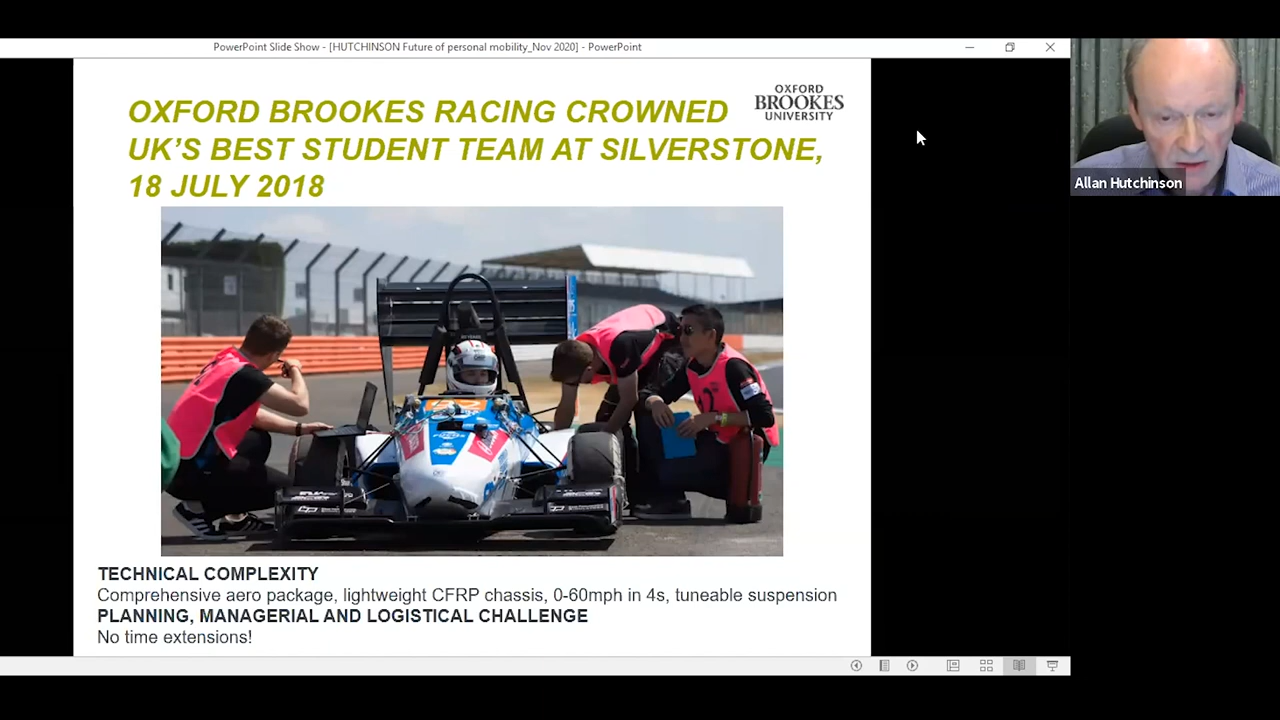 PowerPoint Slide Show - [HUTCHINSON Future of personal mobility_Nov 2020] - PowerPoint
OXFORD BROOKES RACING CROWNED
UK'S BEST STUDENT TEAM AT SILVERSTONE,
18 JULY 2018
OXFORD
BROOKES
UNIVERSITY
Allan Hutchinson
TECHNICAL COMPLEXITY
Comprehensive aero package, lightweight CFRP chassis, 0-60mph in 4s, tuneable suspension
PLANNING, MANAGERIAL AND LOGISTICAL CHALLENGE
No time extensions!